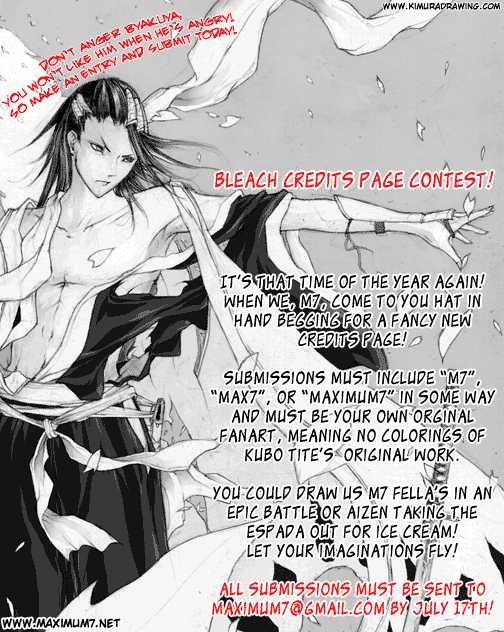 WWW.KIMURADRAWING.COM
DON'T ANGER BYAKUYA,
YOU WON'T LIKE HIM WHEN HE'S ANGRY!
SO MAKE AN ENTRY AND SUBMIT TODAY!
BLEACH CREDITS PAGE CONTEST!
IT'S THAT TIME OF THE YEAR AGAIN!
WHEN WE, M7, COME TO YOU HAT IN
HAND BEGGING FOR A FANCY NEW
CREDITS PAGE!
SUBMISSIONS MUST INCLUDE "M7",
"MAX7", OR "MAXIMUM7" IN SOME WAY
AND MUST BE YOUR OWN ORGINAL
FANART, MEANING NO COLORINGS OF
KUBO TITE'S ORIGINAL WORK.
YOU COULD DRAW US M7 FELLA'S IN AN
EPIC BATTLE OR AIZEN TAKING THE
ESPADA OUT FOR ICE CREAM!
LET YOUR IMAGINATIONS FLY!
ALL SUBMISSIONS MUST BE SENT TO
MAXIMUM7@GMAIL.COM BY JULY 17TH!
WWW.MAXIMUM7.NET